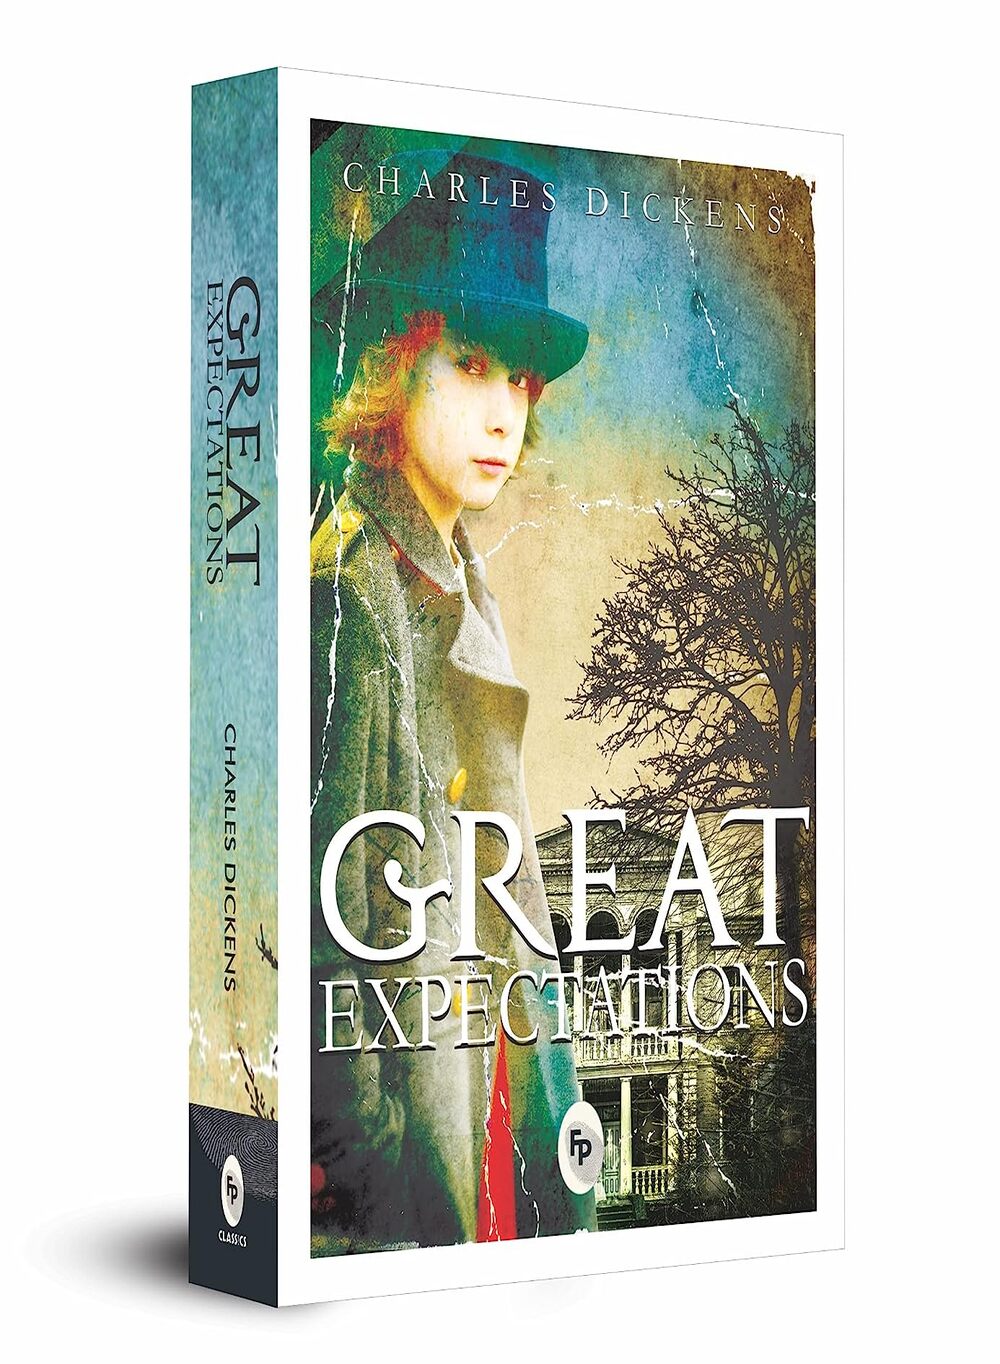 GREAT
EXPECTATIONS
CHARLES DICKENS
FP
CLASSICS
CHARLES DICKENS
GREAT
EXPECTATIONS
FP